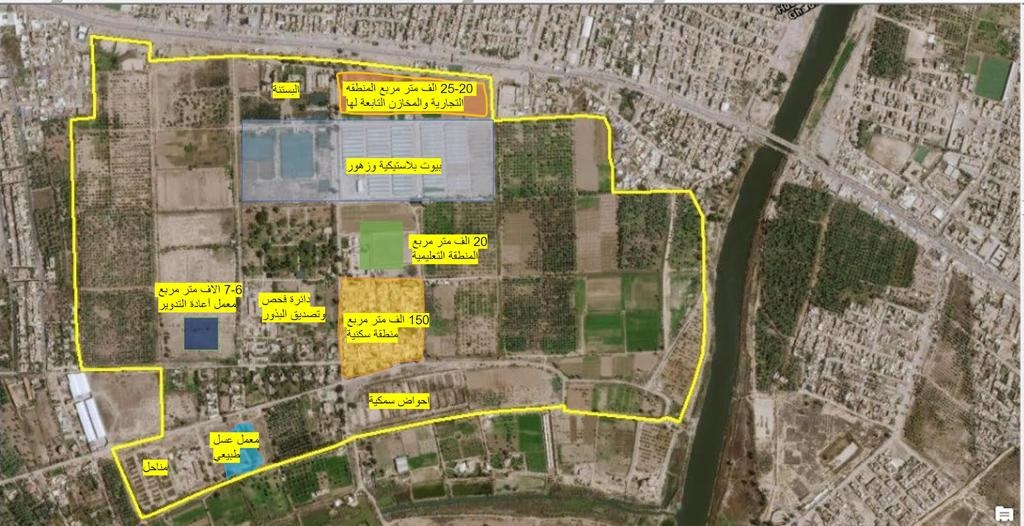 البستنة
25-20 الف متر مربع المنطقه
التجارية والمخازن التابعة لها
بيوت بلاستيكية وزهور
20 الف متر مربع
المنطقة التعليمية
7-6 الاف متر مربع
معمل أعادة التدوير
دائرة فحص
وتصديق البذور
150 الف متر مربع
منطقة سكنية
احواض سمكية
معمل عسل
طبيعي
مناحل